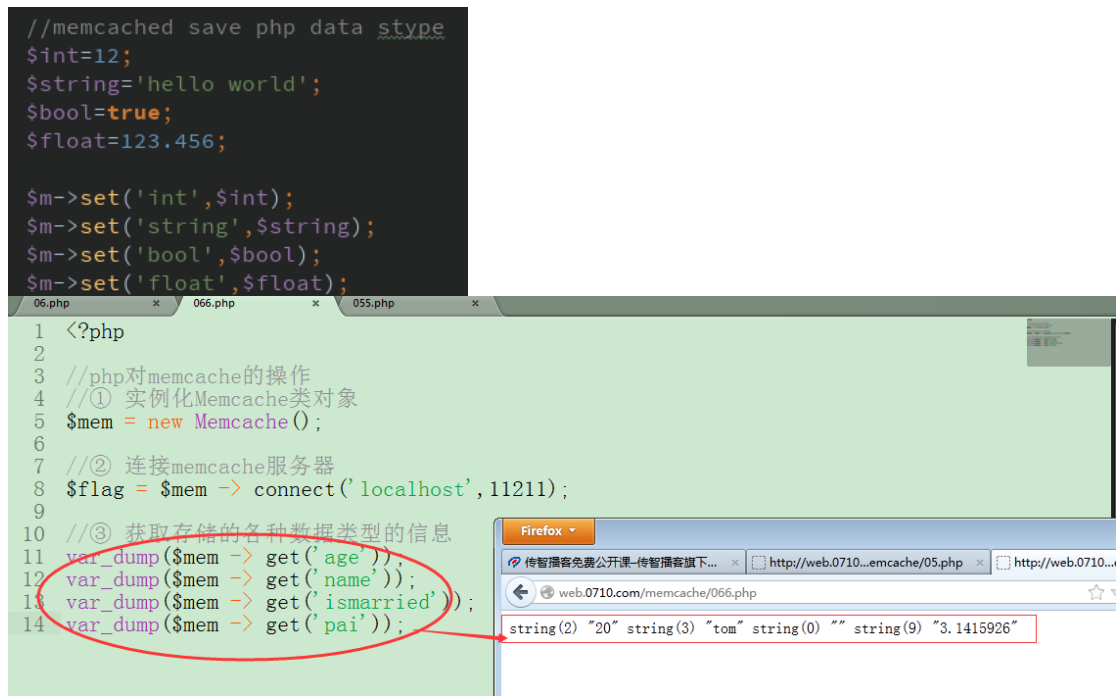 //memcached save php data stype
$int=12;
$string='hello world';
$bool=true;
$float=123.456;
$m->set('int',$int);
$m->set('string',$string);
$m->set('bool',$bool);
$m->set('float',$float);
06.php × 066.php × 055.php ×
1 <?php
2
3 //php对memcache的操作
4 //① 实例化Memcache类对象
5 $mem = new Memcache();
6
7 //② 连接memcache服务器
8 $flag = $mem -> connect('localhost',11211);
9
10 //③ 获取存储的各种数据类型的信息
11 var_dump($mem -> get('age'));
12 var_dump($mem -> get('name'));
13 var_dump($mem -> get('ismarried'));
14 var_dump($mem -> get('pai'));
Firefox
传智播客免费公开课–传智播客旗下... × http://web.0710...emcache/05.php × http://web.0710...e
web.0710.com/memcache/066.php
string(2) "20" string(3) "tom" string(0) "" string(9) "3.1415926"